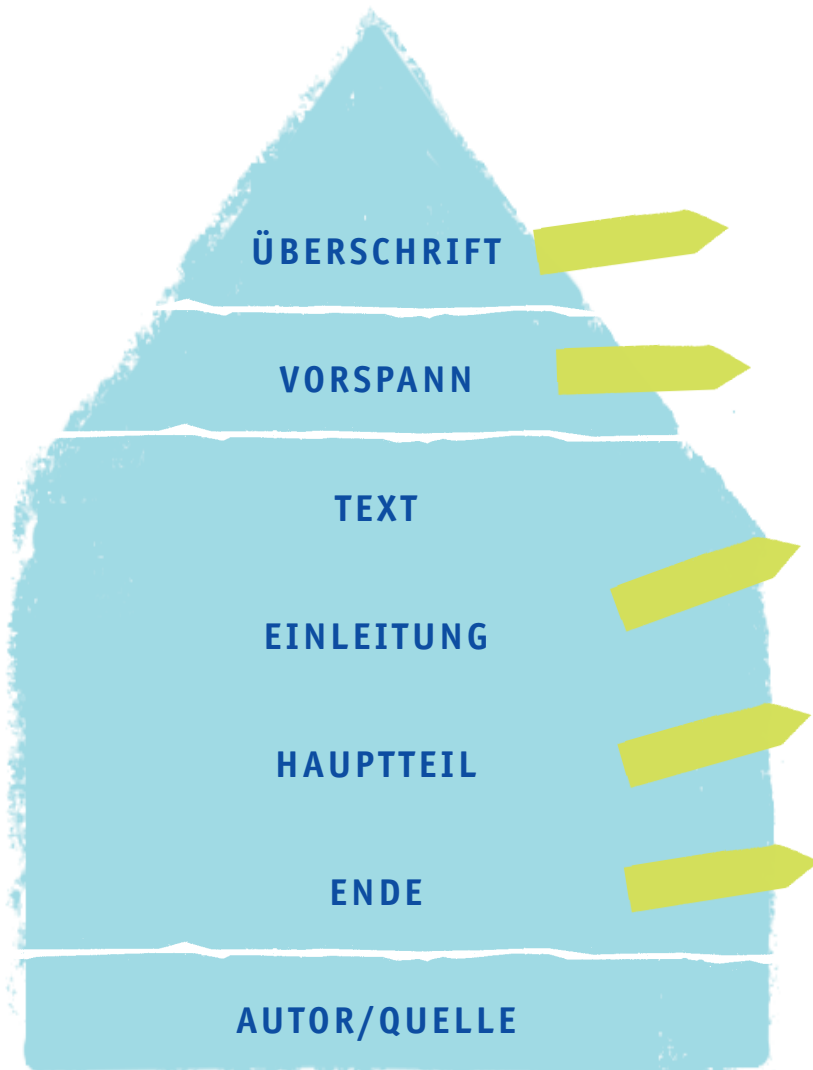 ÜBERSCHRIFT
VORSPANN
TEXT
EINLEITUNG
HAUPTTEIL
ENDE
AUTOR/QUELLE